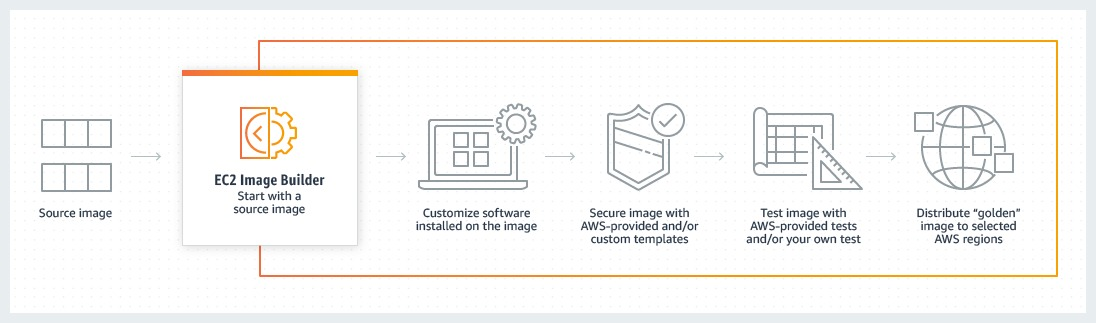 Source image
EC2 Image Builder
Start with a
source image
Customize software
installed on the image
Secure image with
AWS-provided and/or
custom templates
Test image with
AWS-provided tests
and/or your own test
Distribute “golden”
image to selected
AWS regions